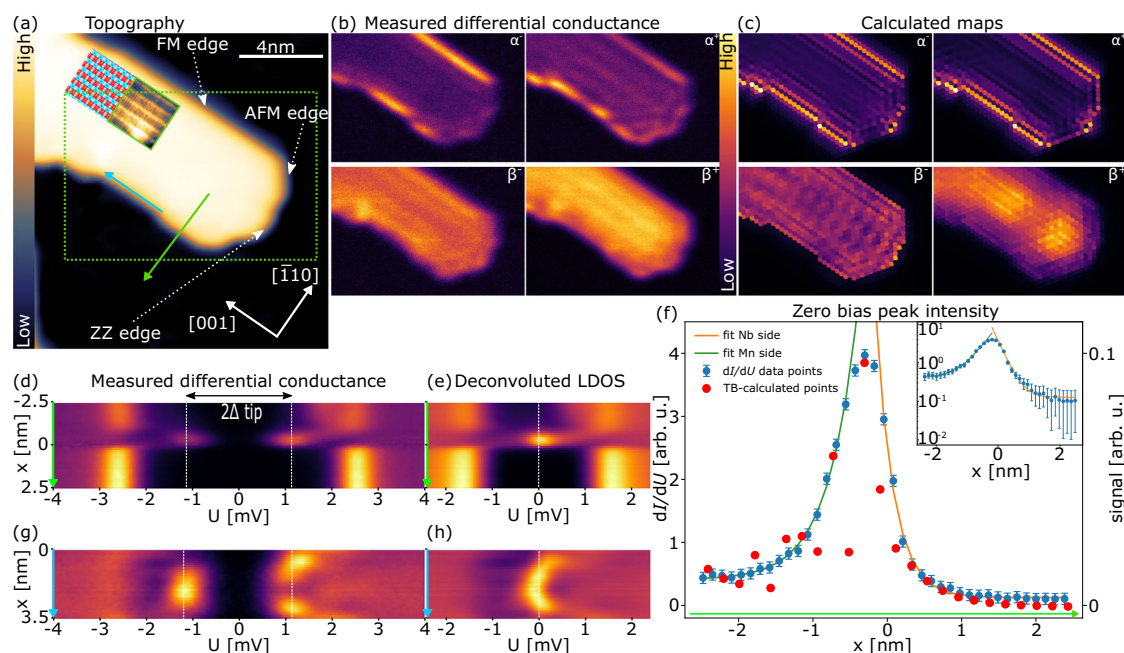 (a) Topography
High
Low
FM edge
4nm
AFM edge
ZZ edge
[001]
[1̅10]
(b) Measured differential conductance
α⁻
α⁺
β⁻
β⁺
High
Low
(c) Calculated maps
α⁻
β⁻
β⁺
(d) Measured differential conductance
2Δ tip
x [nm]
-2.5
0
2.5
-4 -3 -2 -1 0 1 2 3 4
U [mV]
(e) Deconvoluted LDOS
-2 -1 0 1 2
U [mV]
(g)
x [nm]
0
3.5
-4 -3 -2 -1 0 1 2 3 4
U [mV]
(h)
-2 -1 0 1 2
U [mV]
(f) Zero bias peak intensity
fit Nb side
fit Mn side
dI/dU data points
TB-calculated points
dI/dU [arb. u.]
4
3
2
1
0
-2 -1 0 1 2
x [nm]
signal [arb. u.]
0.1
0
10¹
10⁰
10⁻¹
10⁻²
-2 0 2
x [nm]